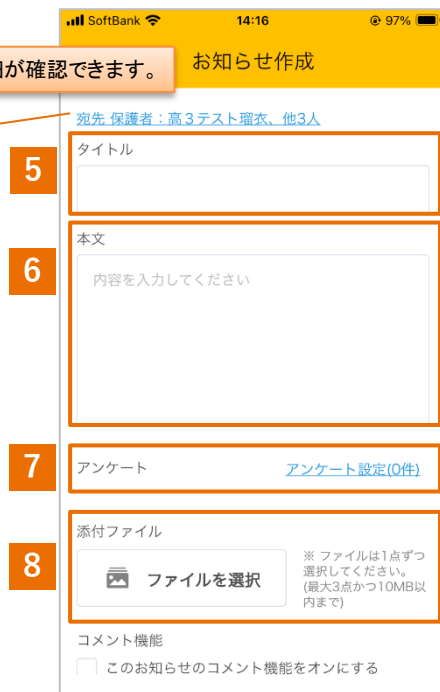 SoftBank 14:16 97%
お知らせ作成
が確認できます。
宛先 保護者：高３テスト瑠衣、他3人
5
タイトル
6
本文
内容を入力してください
7
アンケート アンケート設定(0件)
8
添付ファイル
ファイルを選択
※ ファイルは1点ずつ
選択してください。
(最大3点かつ10MB以
内まで)
コメント機能
このお知らせのコメント機能をオンにする